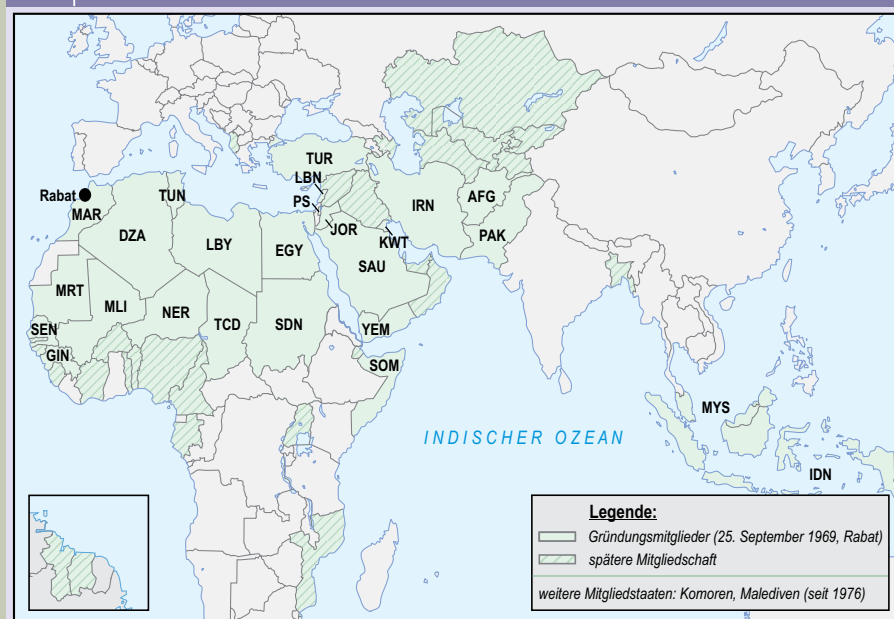 TUR
LBN
Rabat
TUN
PS
IRN
AFG
MAR
JOR
DZA
LBY
EGY
KWT
PAK
SAU
MRT
MLI
NER
TCD
SDN
SEN
YEM
GIN
SOM
MYS
INDISCHER OZEAN
IDN
Legende:
Gründungsmitglieder (25. September 1969, Rabat)
spätere Mitgliedschaft
weitere Mitgliedstaaten: Komoren, Malediven (seit 1976)